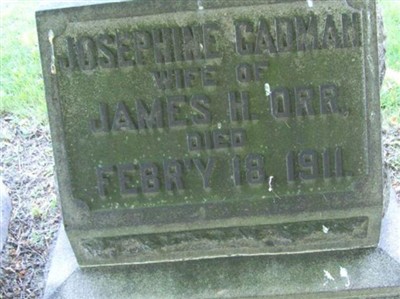 JOSEPHINE CADMAN
WIFE OF
JAMES H. ORR.
DIED
FEBR'Y 18, 1911.